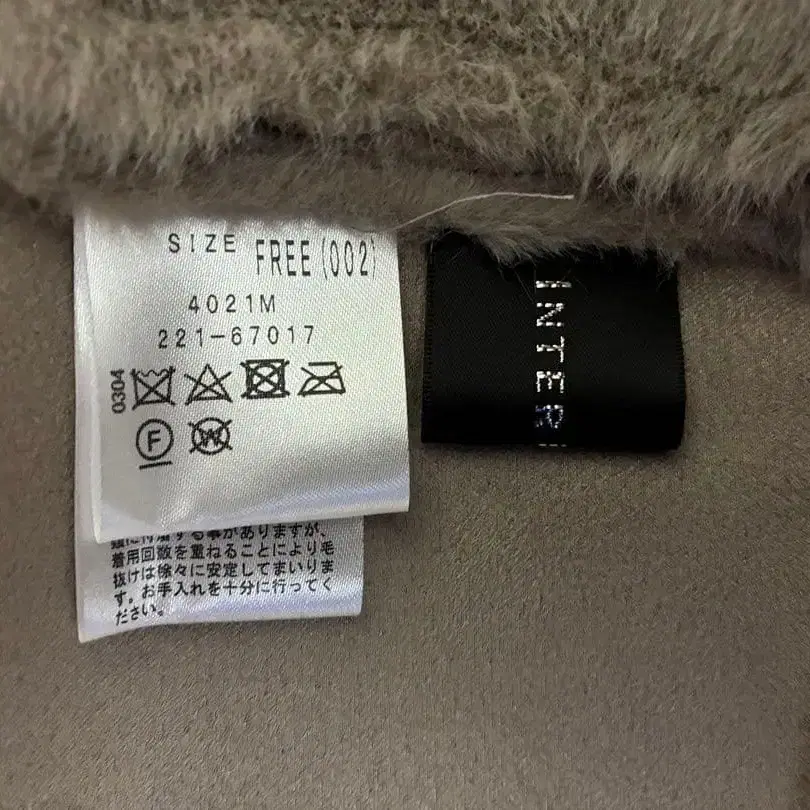 SIZE FREE(002)
4021M
221-67017
0304
F
W
着用回数を重ねることにより毛
抜けは徐々に安定してまいりま
す。お手入れを十分に行ってく
ださい。
INTER